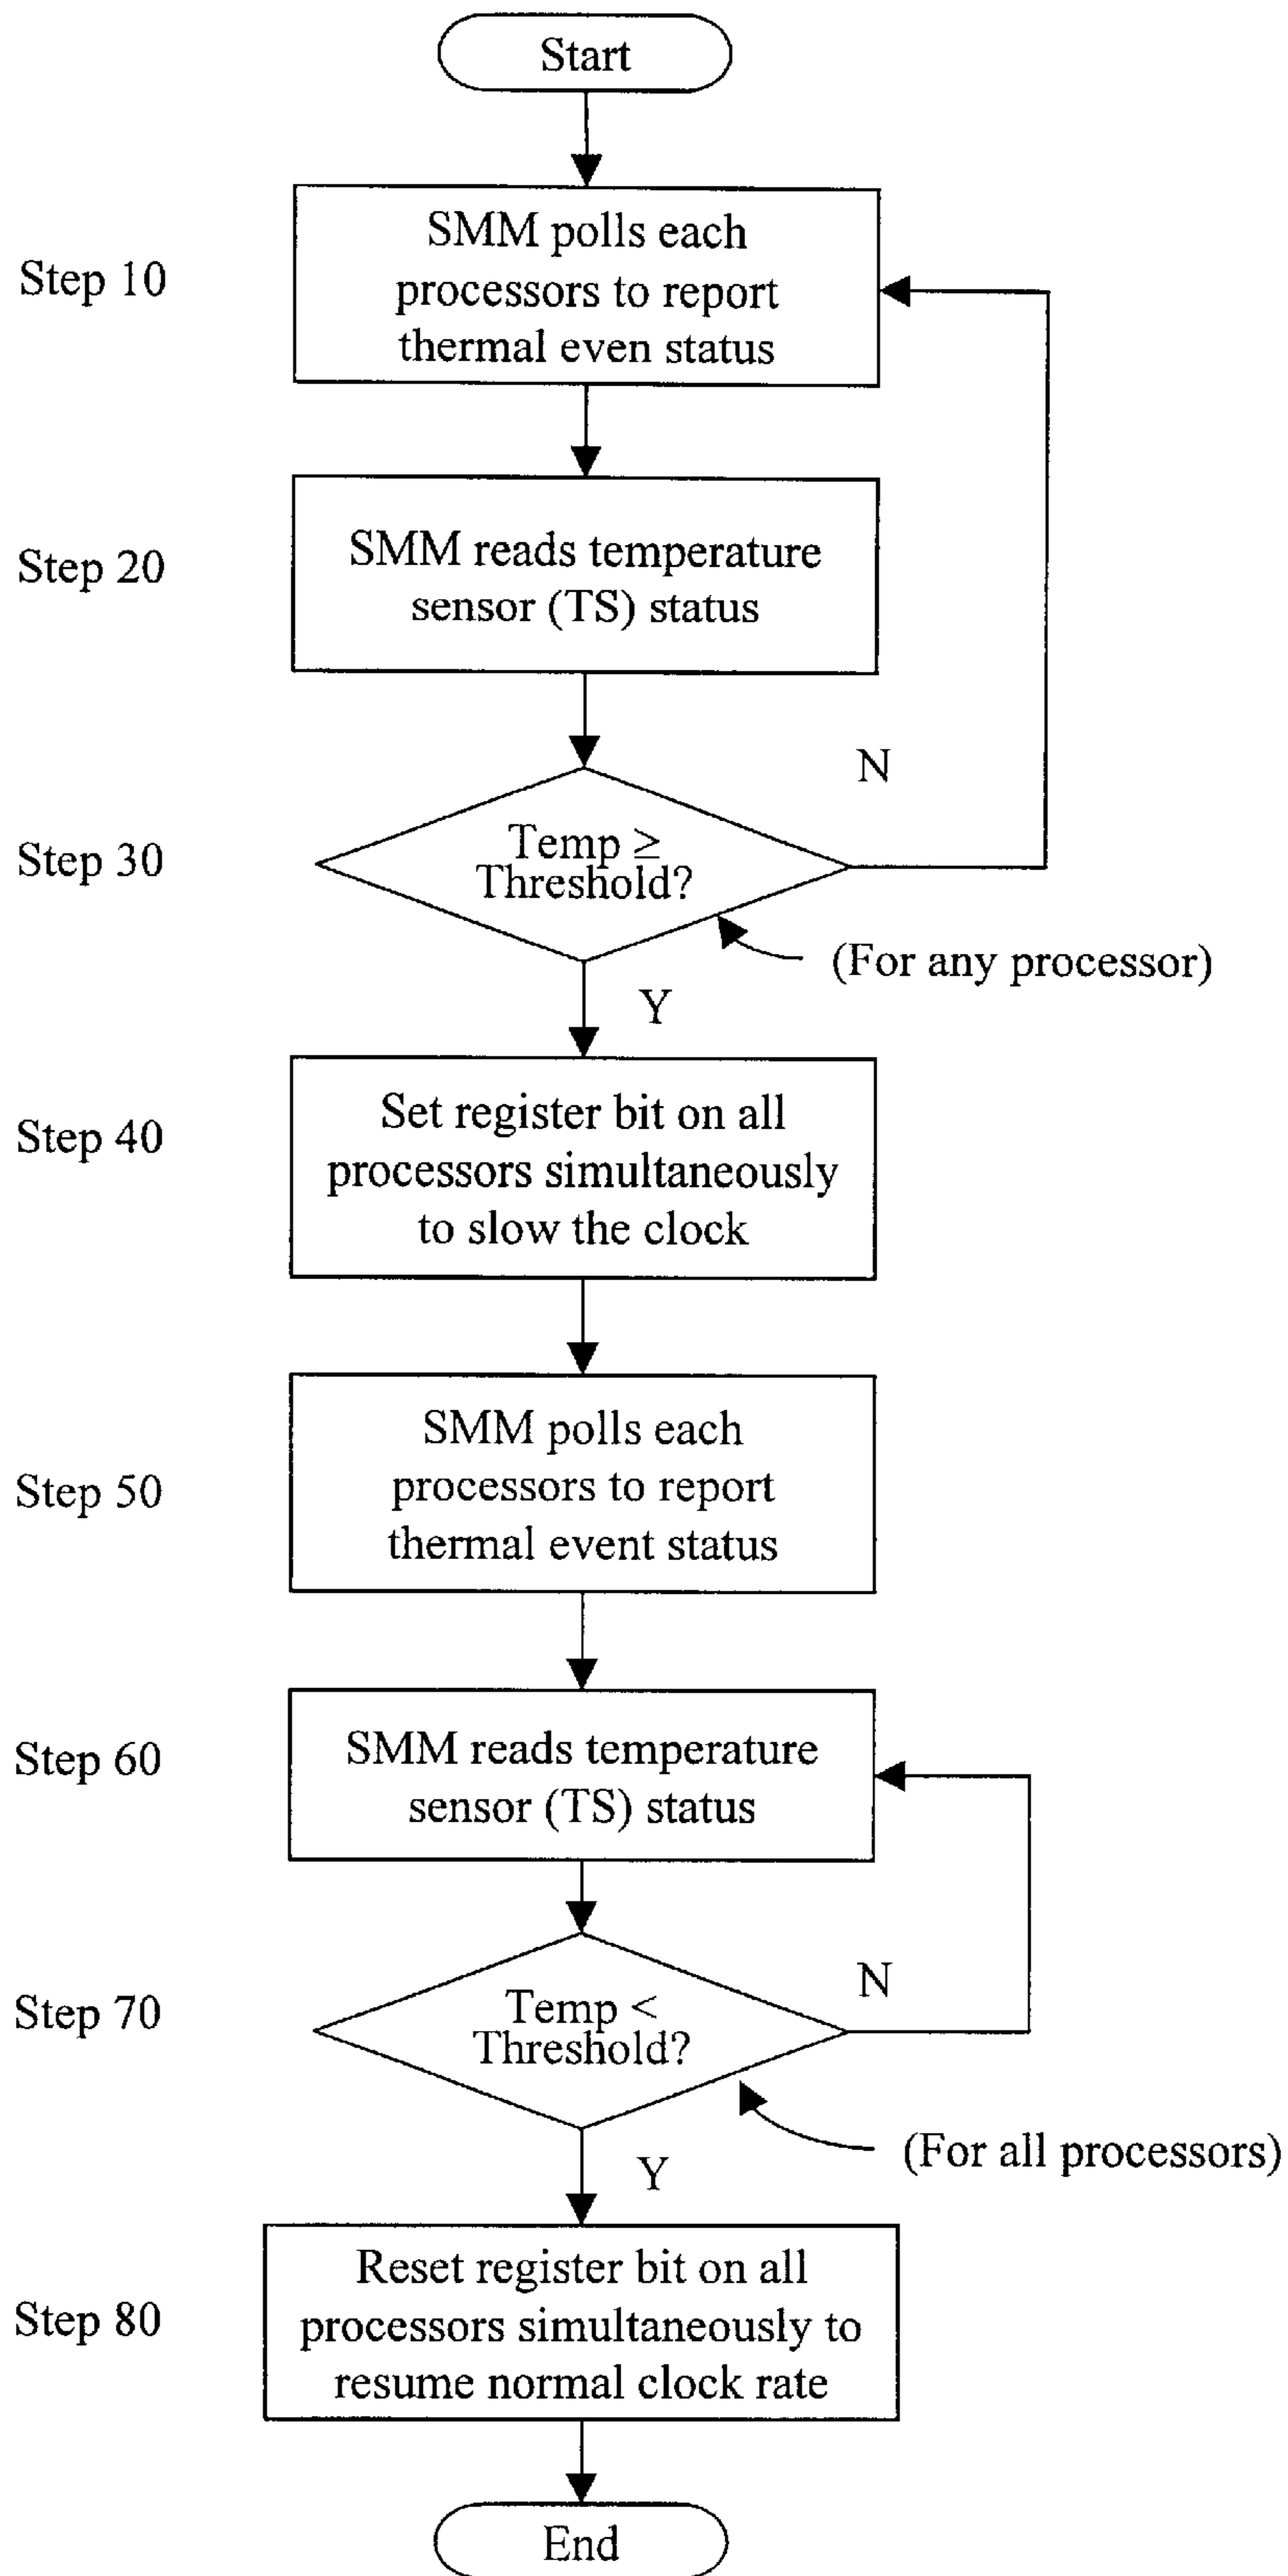 Start
Step 10
SMM polls each
processors to report
thermal even status
Step 20
SMM reads temperature
sensor (TS) status
Step 30
Temp ≥
Threshold?
N
(For any processor)
Y
Step 40
Set register bit on all
processors simultaneously
to slow the clock
Step 50
SMM polls each
processors to report
thermal event status
Step 60
SMM reads temperature
sensor (TS) status
Step 70
Temp <
Threshold?
N
(For all processors)
Y
Step 80
Reset register bit on all
processors simultaneously to
resume normal clock rate
End